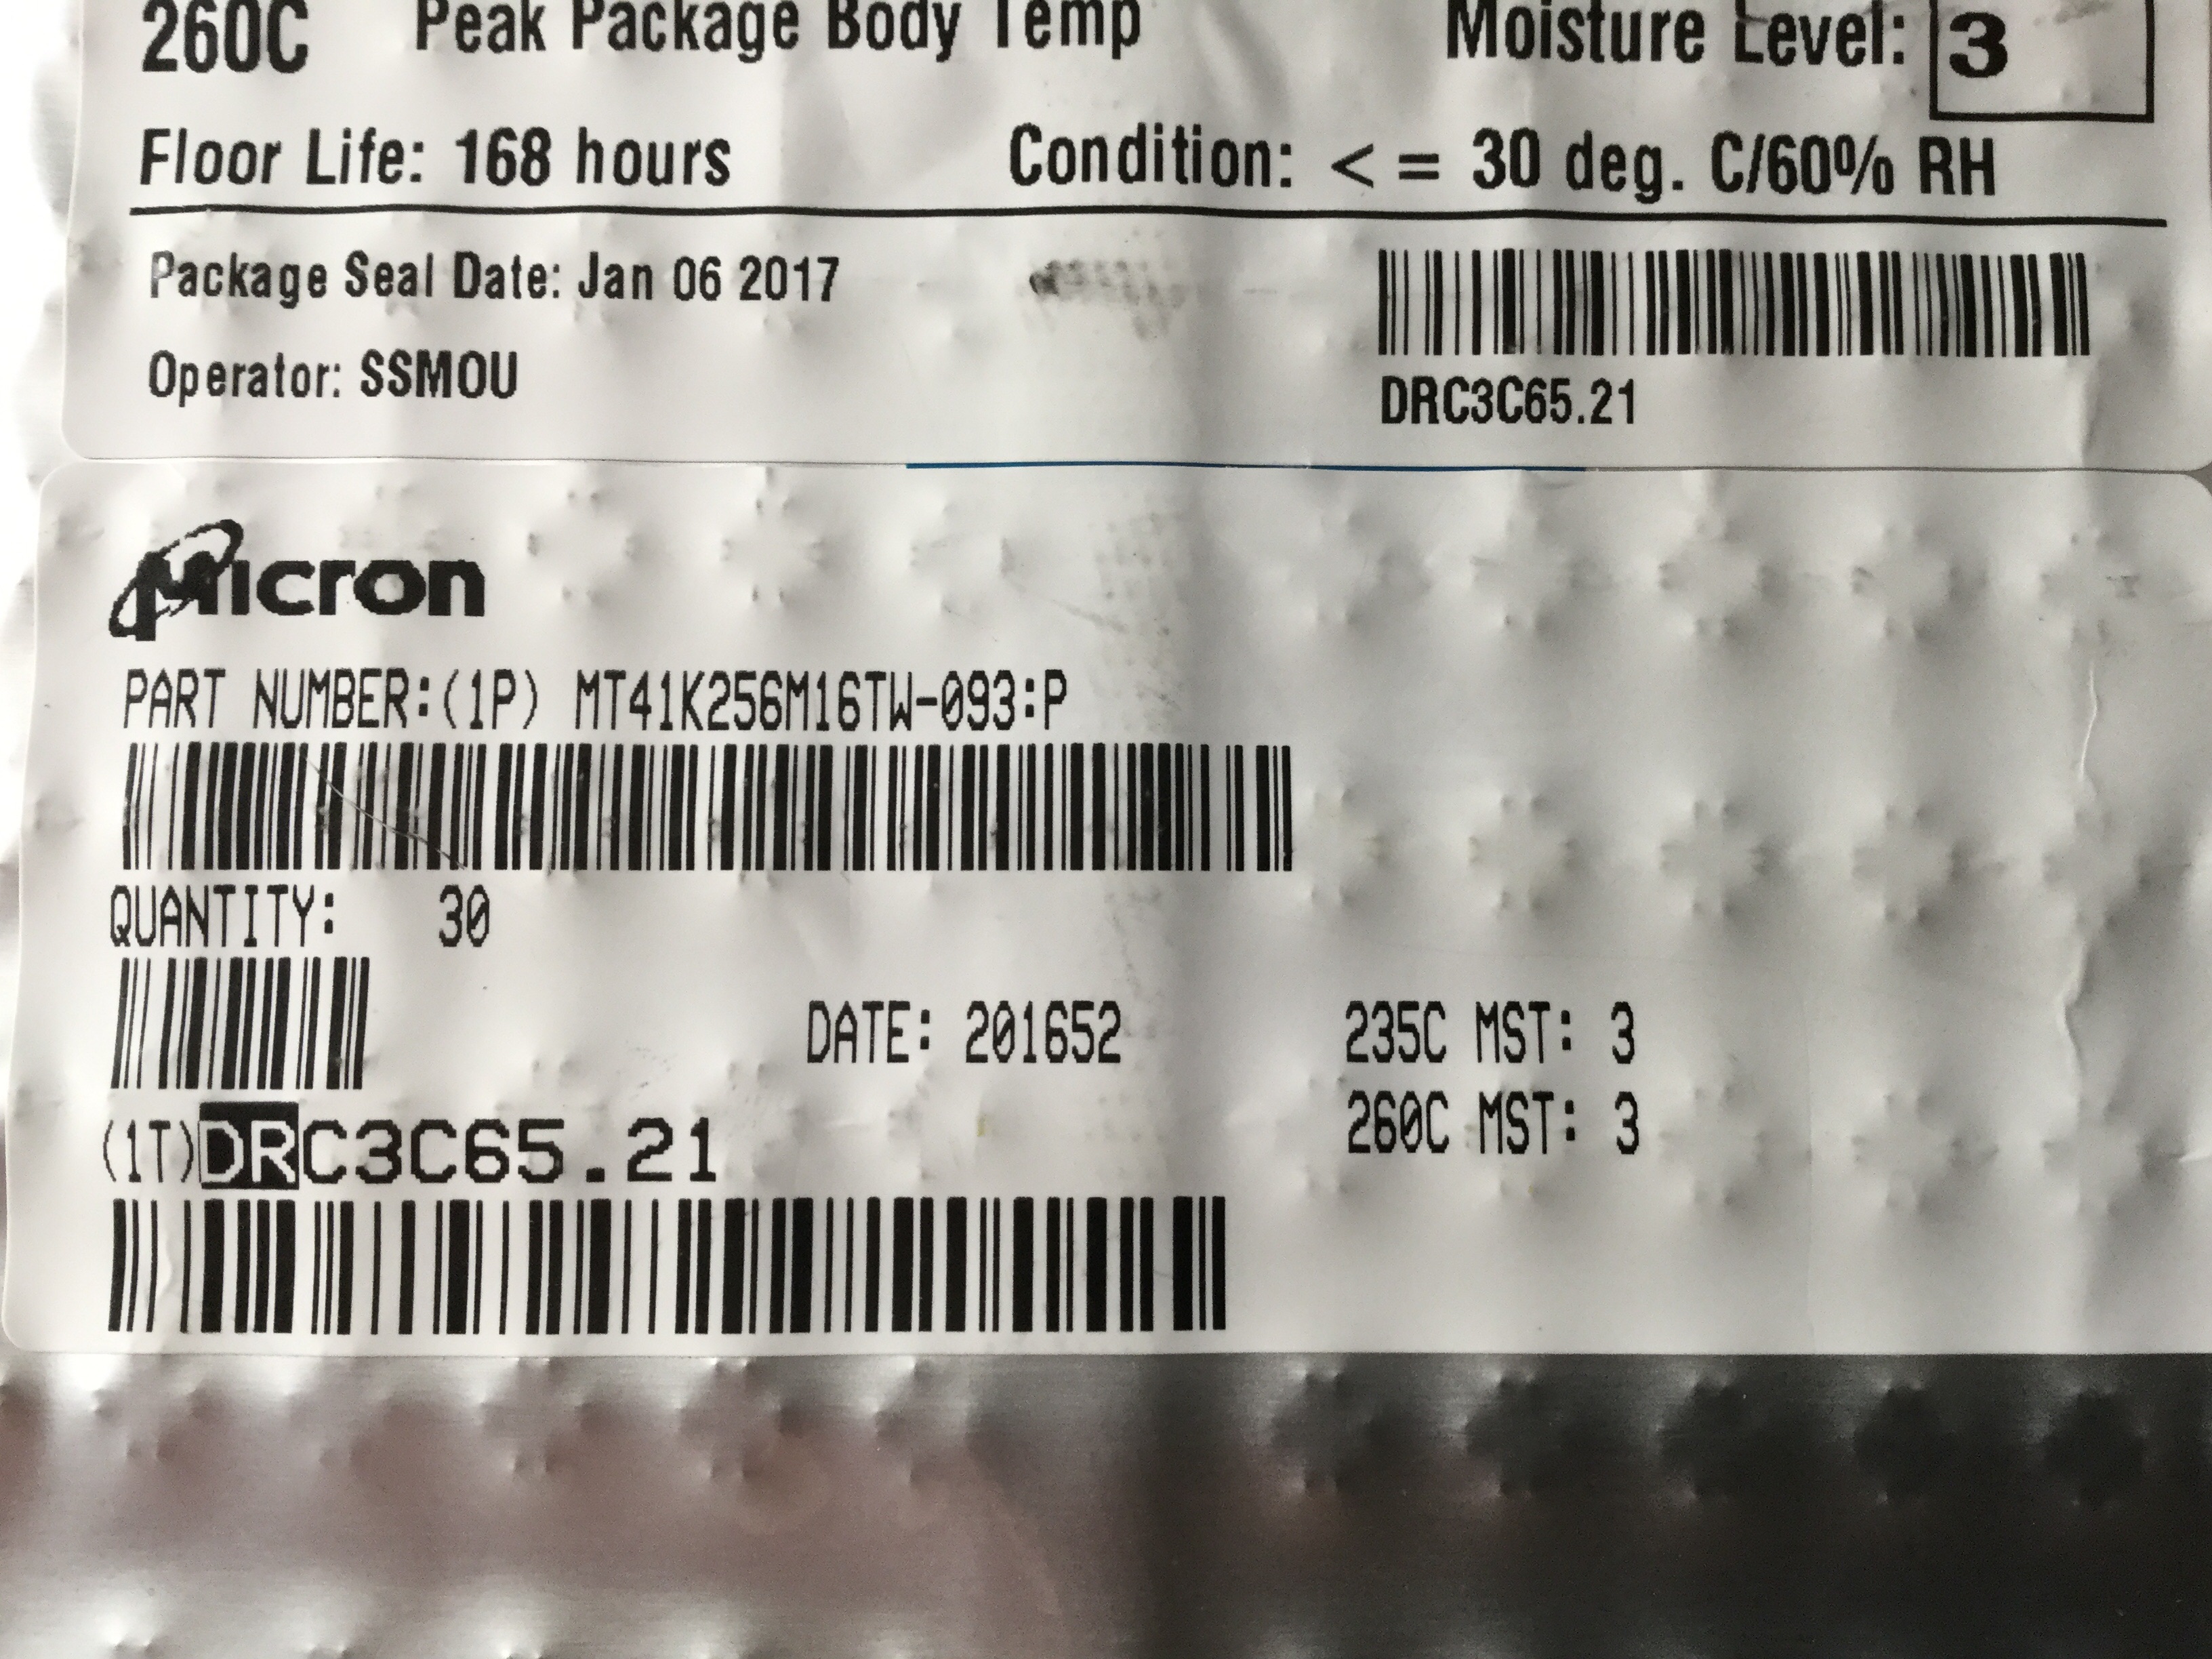 260C Peak Package Body Temp Moisture Level: 3
Floor Life: 168 hours Condition: < = 30 deg. C/60% RH
Package Seal Date: Jan 06 2017
Operator: SSMOU
DRC3C65.21
Micron
PART NUMBER:(1P) MT41K256M16TW-093:P
QUANTITY: 30
DATE: 201652 235C MST: 3
260C MST: 3
(1T)DRC3C65.21